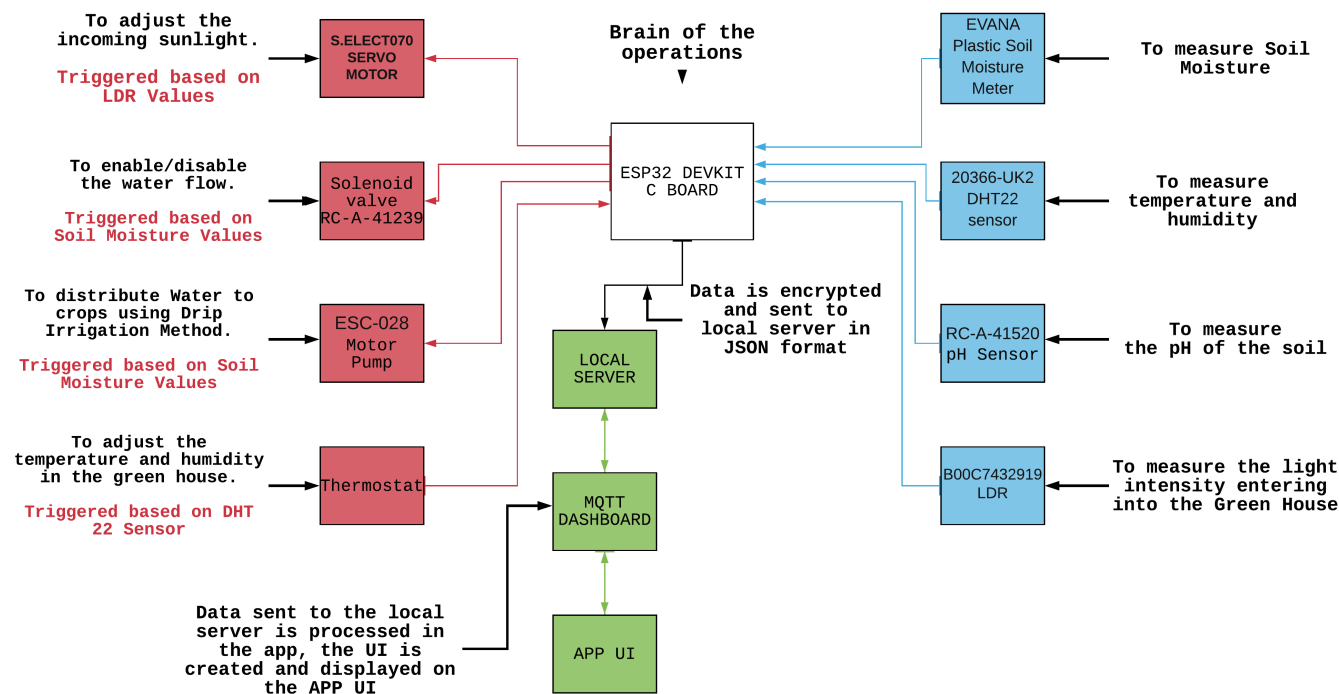 To adjust the
incoming sunlight.
Triggered based on
LDR Values
S.ELECT070
SERVO
MOTOR
Brain of the
operations
EVANA
Plastic Soil
Moisture
Meter
To measure Soil
Moisture
To enable/disable
the water flow.
Triggered based on
Soil Moisture Values
Solenoid
valve
RC-A-41239
ESP32 DEVKIT
C BOARD
20366-UK2
DHT22
sensor
To measure
temperature and
humidity
To distribute Water to
crops using Drip
Irrigation Method.
Triggered based on Soil
Moisture Values
ESC-028
Motor
Pump
Data is encrypted
and sent to
local server in
JSON format
LOCAL
SERVER
RC-A-41520
pH Sensor
To measure
the pH of the soil
To adjust the
temperature and humidity
in the green house.
Triggered based on DHT
22 Sensor
Thermostat
MQTT
DASHBOARD
B00C7432919
LDR
To measure the light
intensity entering
into the Green House
Data sent to the local
server is processed in
the app, the UI is
created and displayed on
the APP UI
APP UI